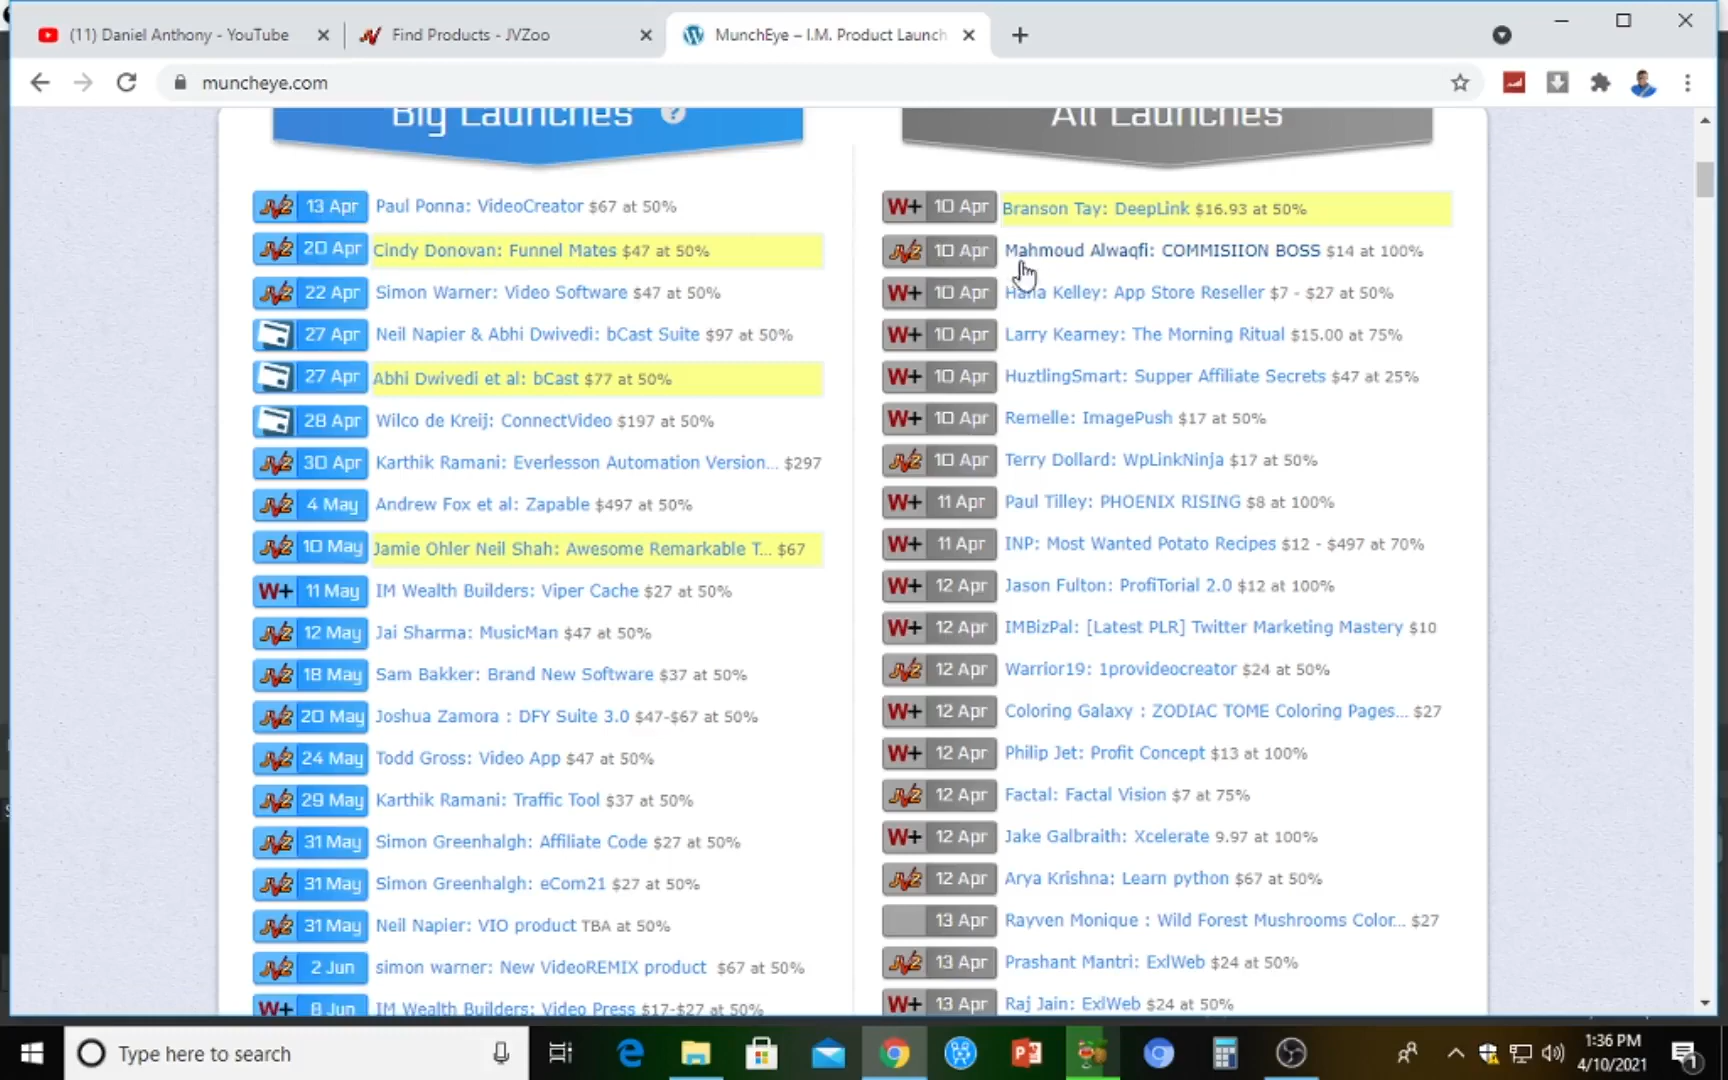 (11) Daniel Anthony - YouTube
Find Products - JVZoo
MunchEye – I.M. Product Launch
muncheye.com
Big Launches ?
All Launches
13 Apr Paul Ponna: VideoCreator $67 at 50%
20 Apr Cindy Donovan: Funnel Mates $47 at 50%
22 Apr Simon Warner: Video Software $47 at 50%
27 Apr Neil Napier & Abhi Dwivedi: bCast Suite $97 at 50%
27 Apr Abhi Dwivedi et al: bCast $77 at 50%
28 Apr Wilco de Kreij: ConnectVideo $197 at 50%
30 Apr Karthik Ramani: Everlesson Automation Version... $297
4 May Andrew Fox et al: Zapable $497 at 50%
10 May Jamie Ohler Neil Shah: Awesome Remarkable T... $67
W+ 11 May IM Wealth Builders: Viper Cache $27 at 50%
12 May Jai Sharma: MusicMan $47 at 50%
18 May Sam Bakker: Brand New Software $37 at 50%
20 May Joshua Zamora : DFY Suite 3.0 $47-$67 at 50%
24 May Todd Gross: Video App $47 at 50%
29 May Karthik Ramani: Traffic Tool $37 at 50%
31 May Simon Greenhalgh: Affiliate Code $27 at 50%
31 May Simon Greenhalgh: eCom21 $27 at 50%
31 May Neil Napier: VIO product TBA at 50%
2 Jun simon warner: New VideoREMIX product $67 at 50%
W+ 8 Jun IM Wealth Builders: Video Press $17-$27 at 50%
W+ 10 Apr Branson Tay: DeepLink $16.93 at 50%
10 Apr Mahmoud Alwaqfi: COMMISIION BOSS $14 at 100%
W+ 10 Apr Hana Kelley: App Store Reseller $7 - $27 at 50%
W+ 10 Apr Larry Kearney: The Morning Ritual $15.00 at 75%
W+ 10 Apr HuztlingSmart: Supper Affiliate Secrets $47 at 25%
W+ 10 Apr Remelle: ImagePush $17 at 50%
10 Apr Terry Dollard: WpLinkNinja $17 at 50%
W+ 11 Apr Paul Tilley: PHOENIX RISING $8 at 100%
W+ 11 Apr INP: Most Wanted Potato Recipes $12 - $497 at 70%
W+ 12 Apr Jason Fulton: ProfiTorial 2.0 $12 at 100%
W+ 12 Apr IMBizPal: [Latest PLR] Twitter Marketing Mastery $10
12 Apr Warrior19: 1provideocreator $24 at 50%
W+ 12 Apr Coloring Galaxy : ZODIAC TOME Coloring Pages... $27
W+ 12 Apr Philip Jet: Profit Concept $13 at 100%
12 Apr Factal: Factal Vision $7 at 75%
W+ 12 Apr Jake Galbraith: Xcelerate 9.97 at 100%
12 Apr Arya Krishna: Learn python $67 at 50%
13 Apr Rayven Monique : Wild Forest Mushrooms Color... $27
13 Apr Prashant Mantri: ExlWeb $24 at 50%
W+ 13 Apr Raj Jain: ExlWeb $24 at 50%
Type here to search
1:36 PM
4/10/2021
1